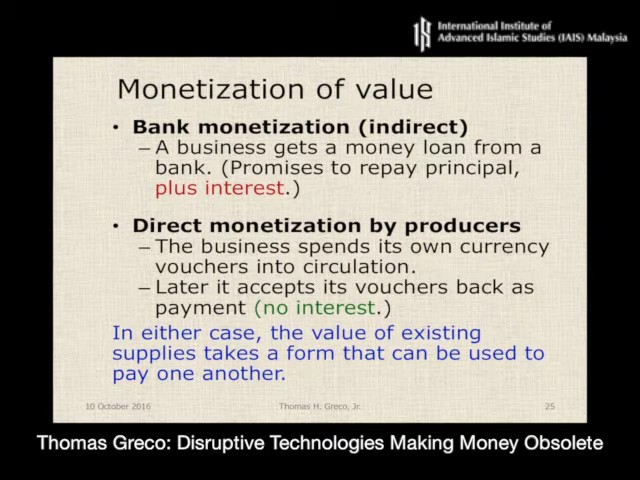 International Institute of
Advanced Islamic Studies (IAIS) Malaysia
Monetization of value
• Bank monetization (indirect)
– A business gets a money loan from a
bank. (Promises to repay principal,
plus interest.)
• Direct monetization by producers
– The business spends its own currency
vouchers into circulation.
– Later it accepts its vouchers back as
payment (no interest.)
In either case, the value of existing
supplies takes a form that can be used to
pay one another.
10 October 2016 Thomas H. Greco, Jr. 25
Thomas Greco: Disruptive Technologies Making Money Obsolete